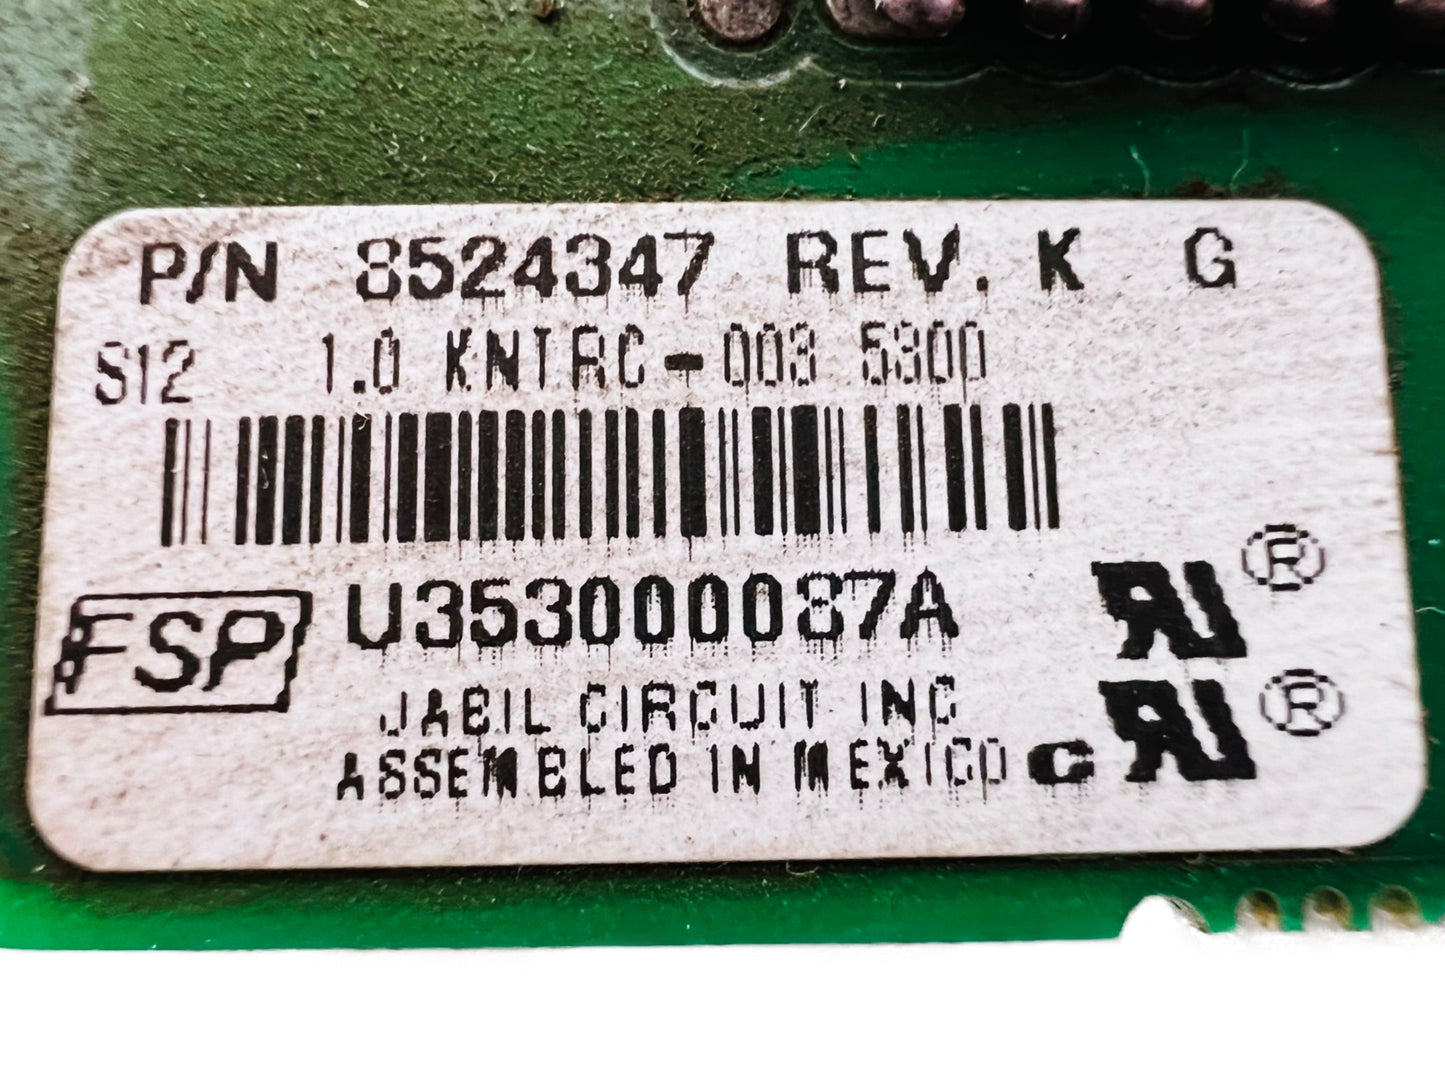 P/N 8524347 REV. K G
S12 1.0 KNTRC-003 5300
FSP U353000087A
JABIL CIRCUIT INC
ASSEMBLED IN MEXICO